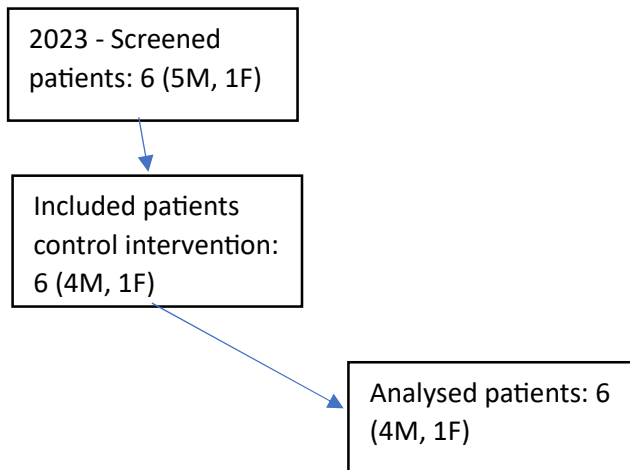 2023 - Screened
patients: 6 (5M, 1F)
Included patients
control intervention:
6 (4M, 1F)
Analysed patients: 6
(4M, 1F)